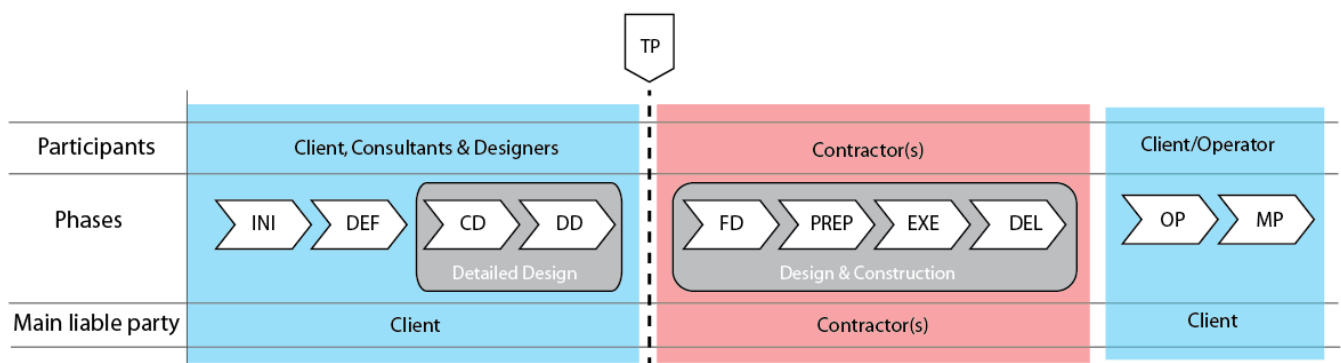 TP
Participants
Client, Consultants & Designers
Contractor(s)
Client/Operator
Phases
INI
DEF
CD
DD
FD
PREP
EXE
DEL
OP
MP
Detailed Design
Design & Construction
Main liable party
Client
Contractor(s)
Client